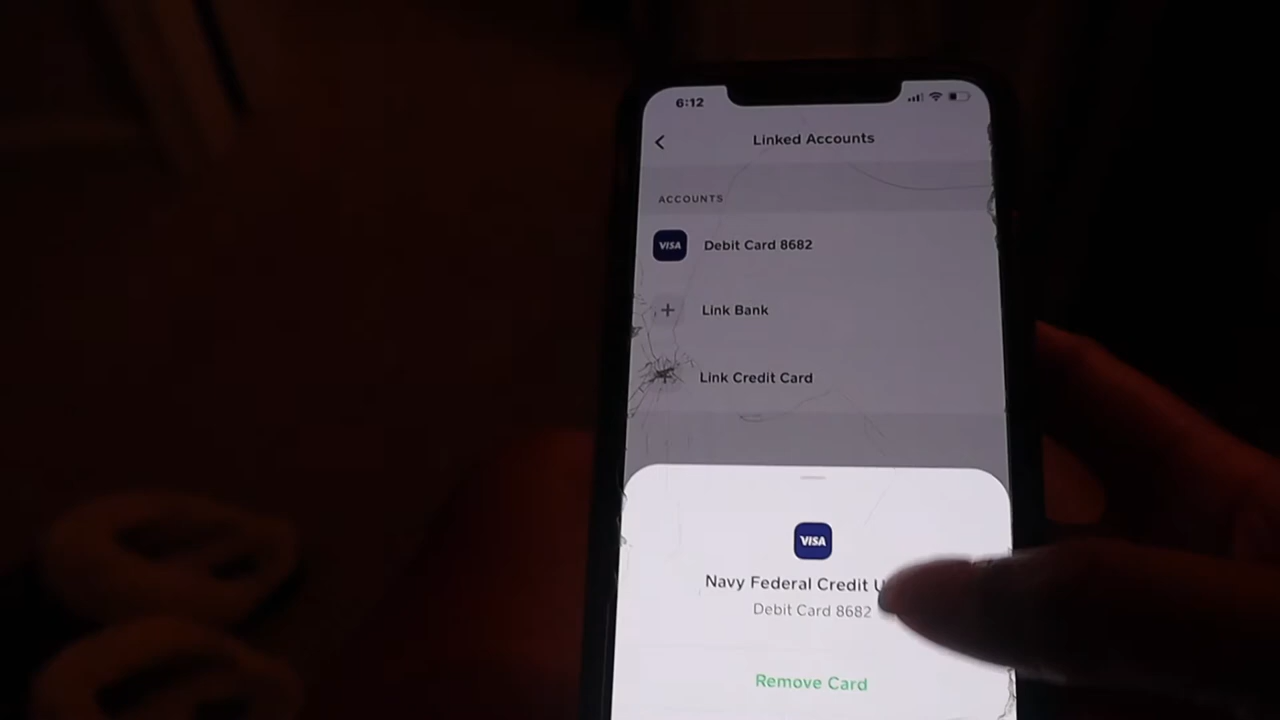 6:12
Linked Accounts
ACCOUNTS
VISA
Debit Card 8682
Link Bank
Link Credit Card
VISA
Navy Federal Credit U
Debit Card 8682
Remove Card